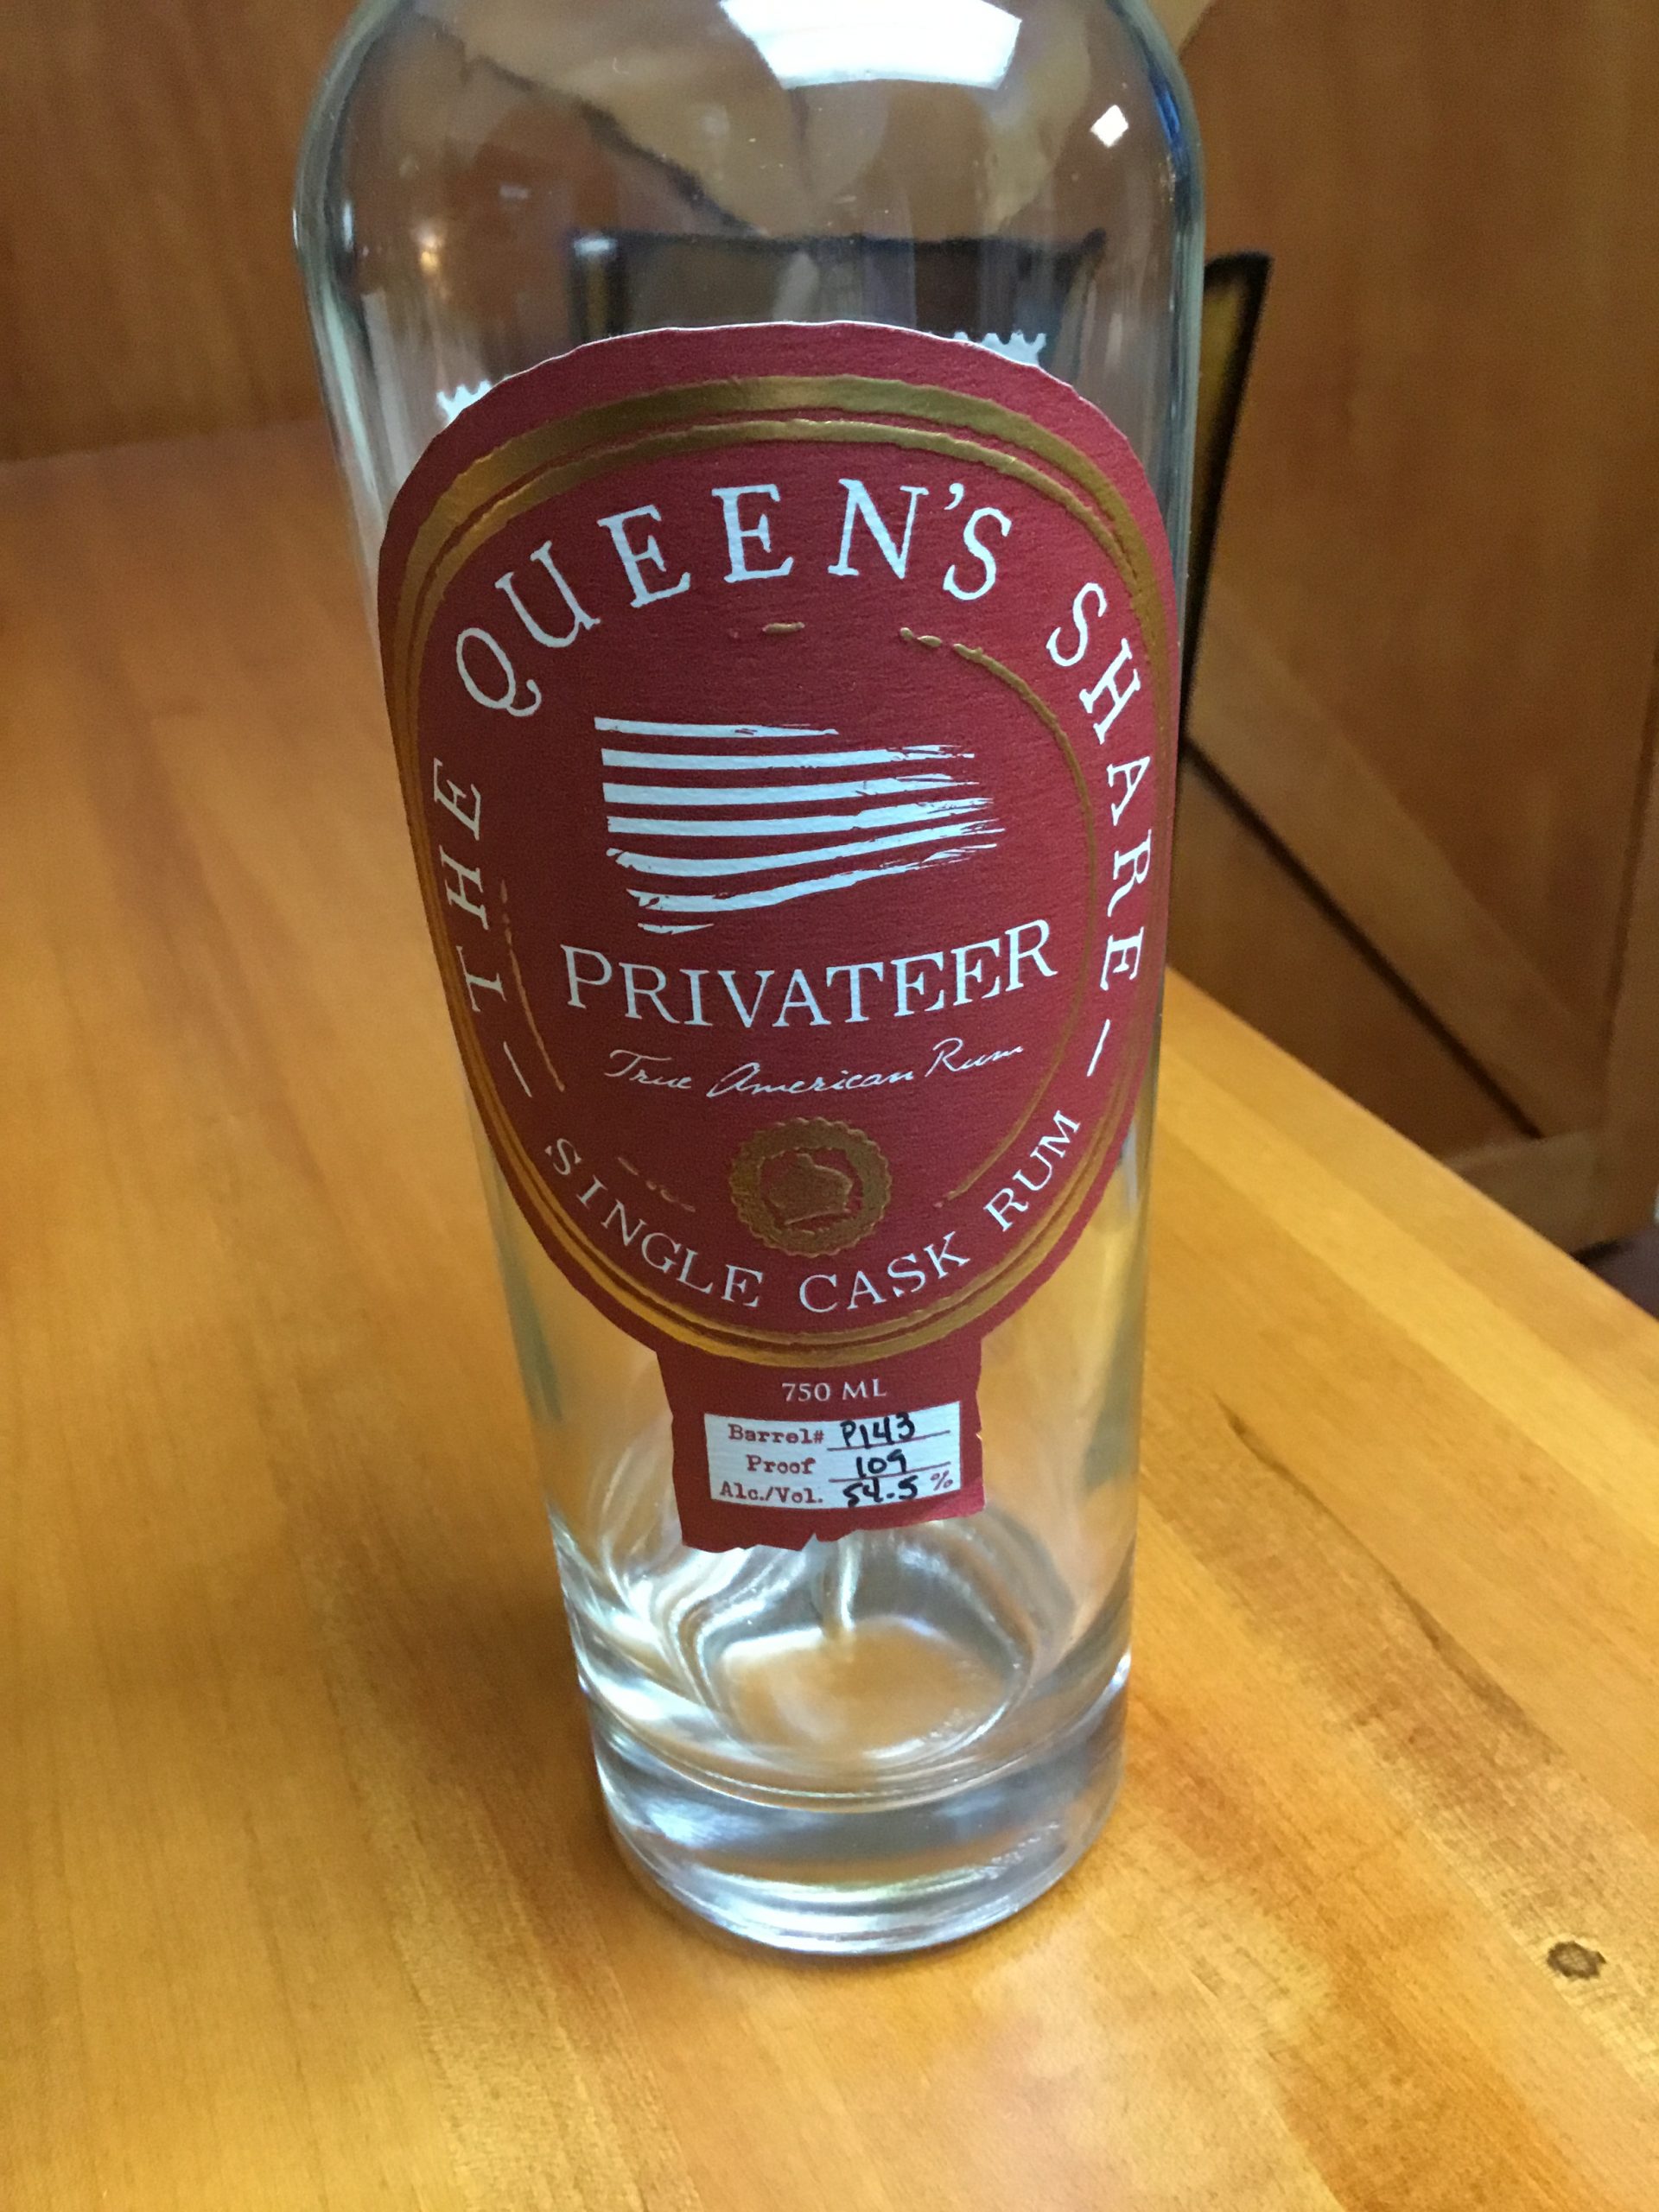 THE QUEEN'S SHARE
PRIVATEER
True American Rum
SINGLE CASK RUM
750 ML
Barrel# P143
Proof 109
Alc./Vol. 54.5 %